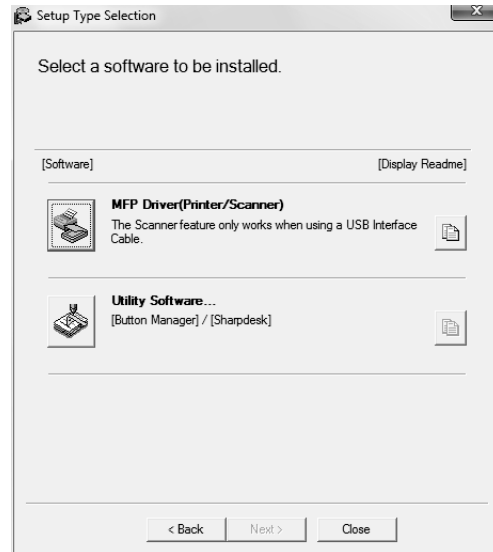 Setup Type Selection
Select a software to be installed.
[Software] [Display Readme]
MFP Driver(Printer/Scanner)
The Scanner feature only works when using a USB Interface
Cable.
Utility Software...
[Button Manager] / [Sharpdesk]
< Back Next > Close